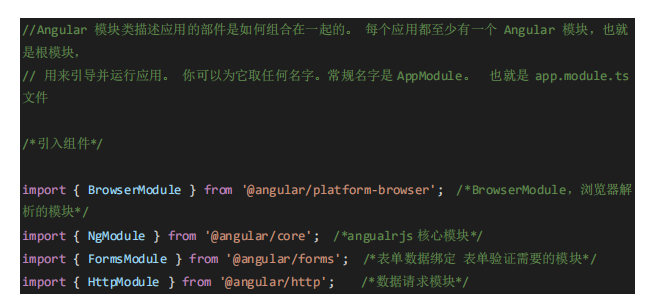 //Angular 模块类描述应用的部件是如何组合在一起的。 每个应用都至少有一个 Angular 模块，也就
是根模块，
// 用来引导并运行应用。 你可以为它取任何名字。常规名字是 AppModule。  也就是 app.module.ts
文件
/*引入组件*/
import { BrowserModule } from '@angular/platform-browser';  /*BrowserModule，浏览器解
析的模块*/
import { NgModule } from '@angular/core';  /*angualrjs 核心模块*/
import { FormsModule } from '@angular/forms';  /*表单数据绑定 表单验证需要的模块*/
import { HttpModule } from '@angular/http';    /*数据请求模块*/